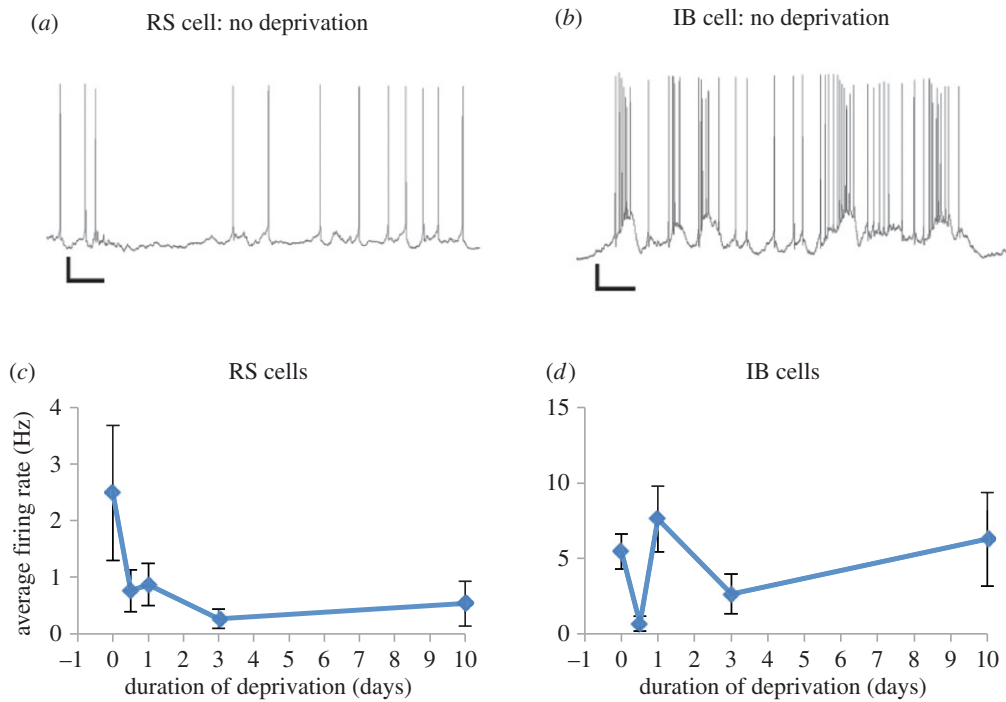 (a) RS cell: no deprivation
(b) IB cell: no deprivation
(c) RS cells
average firing rate (Hz)
4
3
2
1
0
–1 0 1 2 3 4 5 6 7 8 9 10
duration of deprivation (days)
(d) IB cells
15
10
5
0
–1 0 1 2 3 4 5 6 7 8 9 10
duration of deprivation (days)